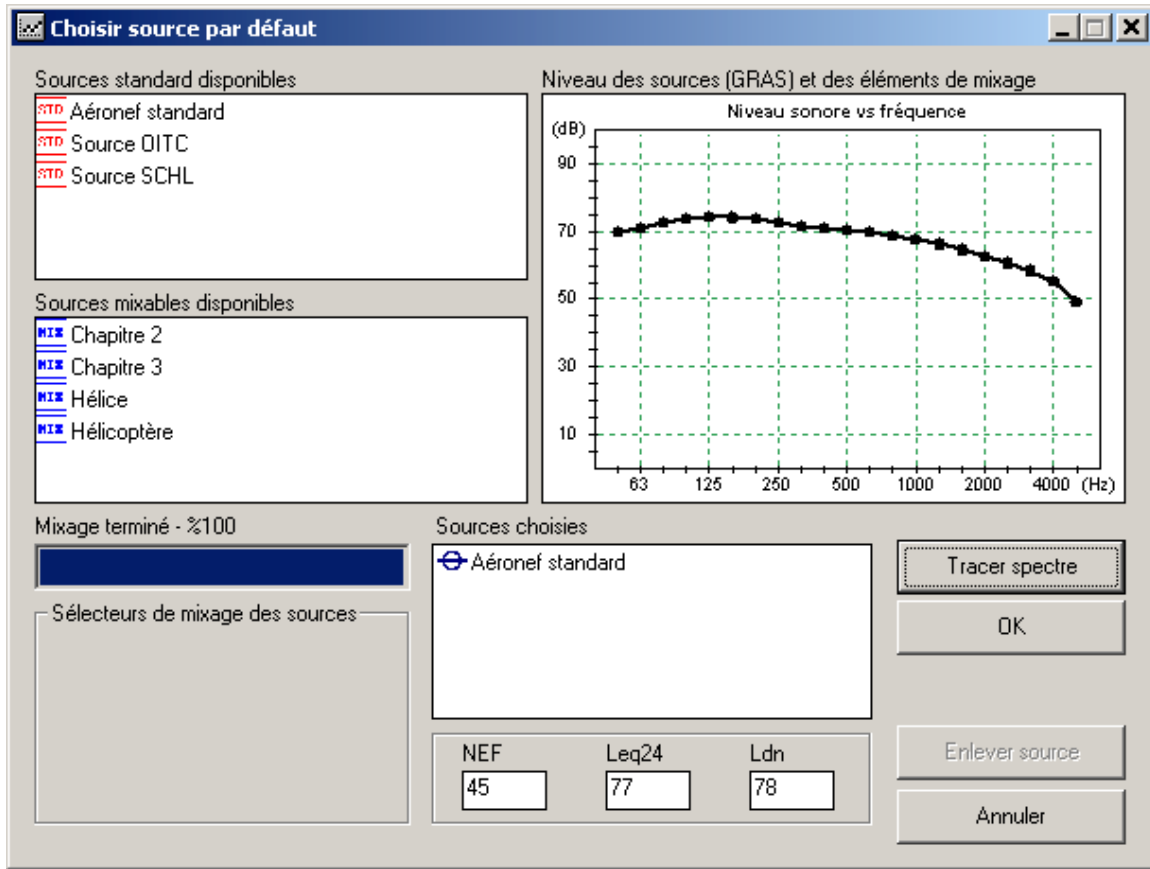 Choisir source par défaut
Sources standard disponibles
STD Aéronef standard
STD Source OITC
STD Source SCHL
Sources mixables disponibles
MIX Chapitre 2
MIX Chapitre 3
MIX Hélice
MIX Hélicoptère
Niveau des sources (GRAS) et des éléments de mixage
Niveau sonore vs fréquence
(dB)
90
70
50
30
10
63 125 250 500 1000 2000 4000 (Hz)
Mixage terminé - %100
Sélecteurs de mixage des sources
Sources choisies
Aéronef standard
NEF Leq24 Ldn
45 77 78
Tracer spectre
OK
Enlever source
Annuler